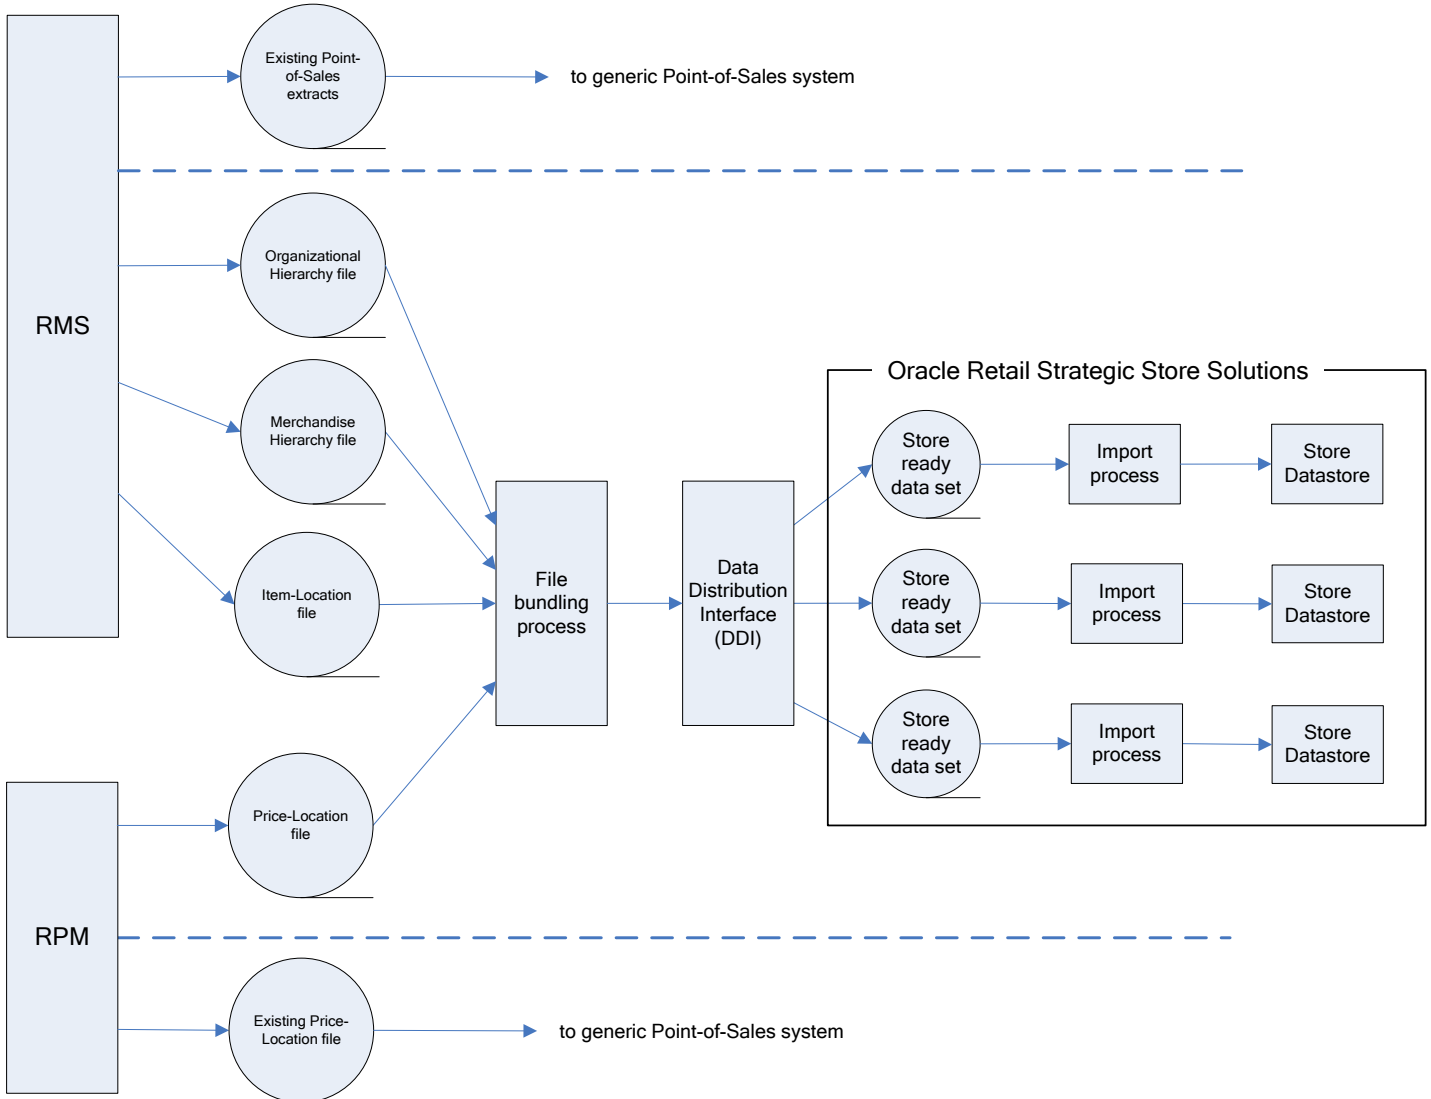 Existing Point-
of-Sales
extracts
to generic Point-of-Sales system
Organizational
Hierarchy file
RMS
Merchandise
Hierarchy file
Item-Location
file
File
bundling
process
Data
Distribution
Interface
(DDI)
Oracle Retail Strategic Store Solutions
Store
ready
data set
Import
process
Store
Datastore
Store
ready
data set
Import
process
Store
Datastore
Store
ready
data set
Import
process
Store
Datastore
Price-Location
file
RPM
Existing Price-
Location file
to generic Point-of-Sales system